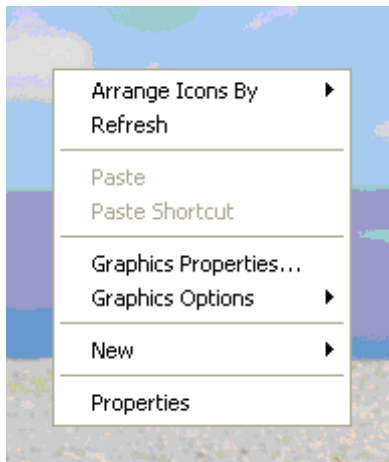 Arrange Icons By
Refresh
Paste
Paste Shortcut
Graphics Properties...
Graphics Options
New
Properties